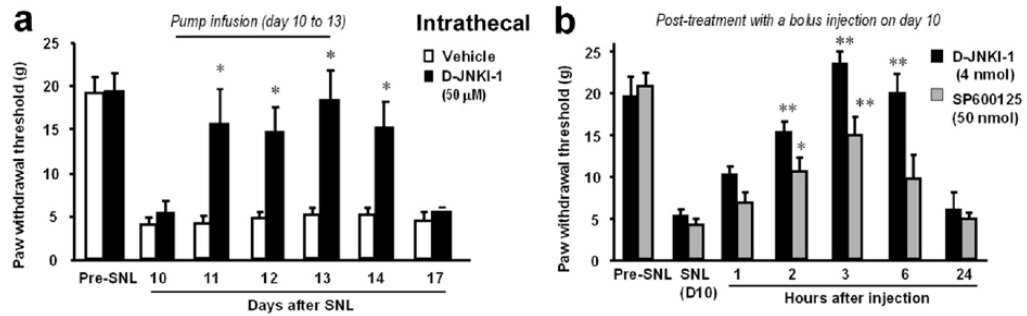 a
Pump infusion (day 10 to 13)
Intrathecal
Vehicle
D-JNKI-1
(50 µM)
Paw withdrawal threshold (g)
25
20
15
10
5
0
* * * *
Pre-SNL 10 11 12 13 14 17
Days after SNL
b
Post-treatment with a bolus injection on day 10
D-JNKI-1
(4 nmol)
SP600125
(50 nmol)
Paw withdrawal threshold (g)
25
20
15
10
5
0
** * ** ** **
Pre-SNL SNL 1 2 3 6 24
(D10)
Hours after injection